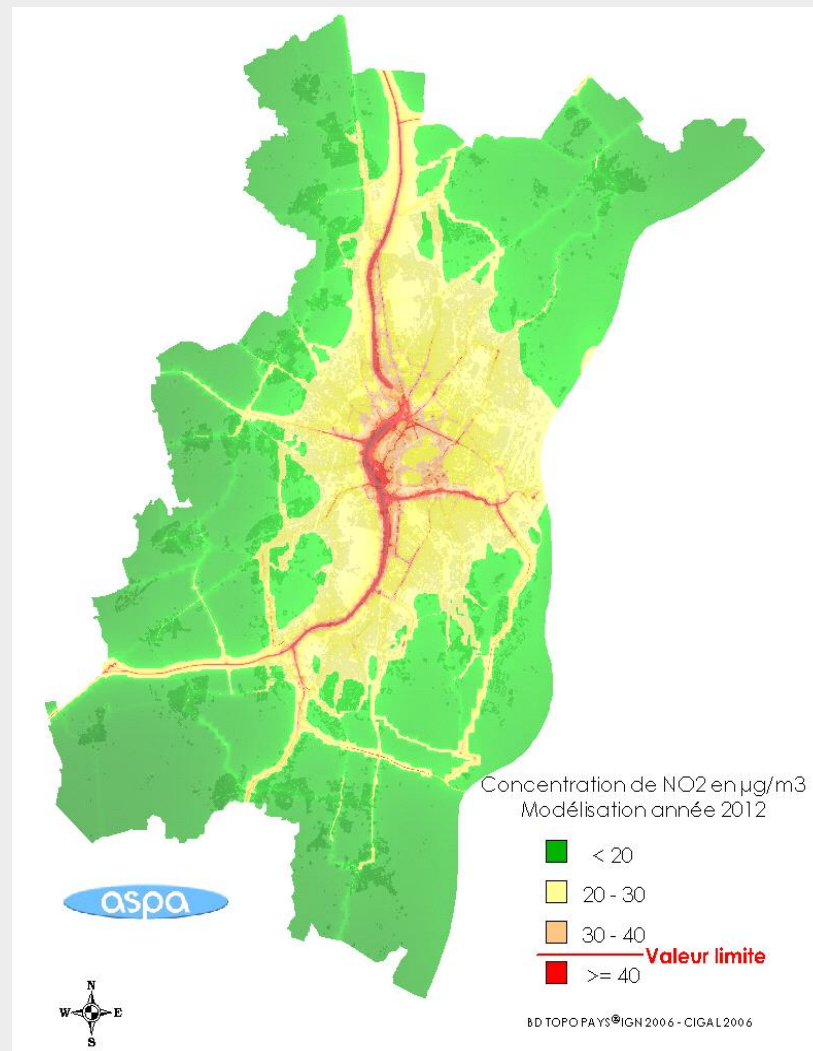 Concentration de NO2 en µg/m3
Modélisation année 2012
< 20
20 - 30
30 - 40
Valeur limite
>= 40
aspa
N
W E
S
BD TOPO PAYS®IGN 2006 - CIGAL 2006